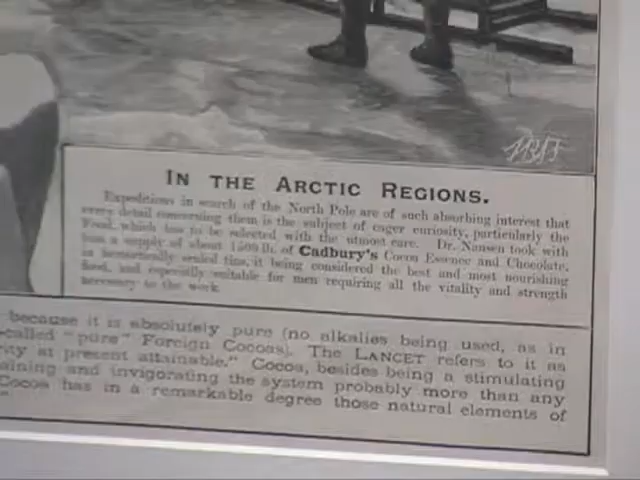 IN THE ARCTIC REGIONS.
Expeditions in search of the North Pole are of such absorbing interest that
every detail concerning them is the subject of eager curiosity, particularly the
Food, which has to be selected with the utmost care. Dr. Nansen took with
him a supply of about 1500 lb. of Cadbury's Cocoa Essence and Chocolate,
in hermetically sealed tins, it being considered the best and most nourishing
food, and especially suitable for men requiring all the vitality and strength
necessary to the work.
because it is absolutely pure (no alkalies being used, as in
-called "pure" Foreign Cocoas). The LANCET refers to it as
at present attainable." Cocoa, besides being a stimulating
aining and invigorating the system probably more than any
Cocoa has in a remarkable degree those natural elements of